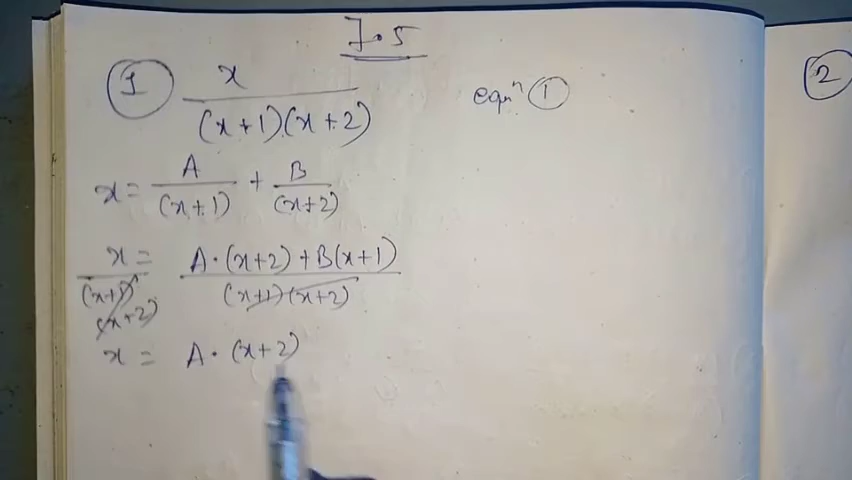 7.5
1 x / (x+1)(x+2) eqn 1
2
x = A / (x+1) + B / (x+2)
x / (x+1)(x+2) = A·(x+2)+B(x+1) / (x+1)(x+2)
x = A·(x+2)